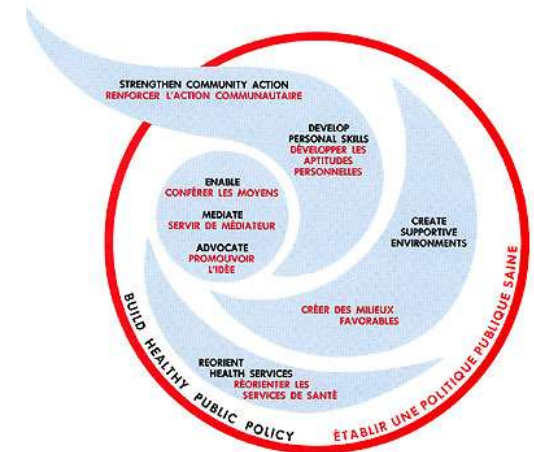 STRENGTHEN COMMUNITY ACTION
RENFORCER L'ACTION COMMUNAUTAIRE
DEVELOP
PERSONAL SKILLS
DÉVELOPPER LES
APTITUDES
PERSONNELLES
ENABLE
CONFÉRER LES MOYENS
MEDIATE
SERVIR DE MÉDIATEUR
ADVOCATE
PROMOUVOIR
L'IDÈE
CREATE
SUPPORTIVE
ENVIRONMENTS
CRÉER DES MILIEUX
FAVORABLES
REORIENT
HEALTH SERVICES
RÉORIENTER LES
SERVICES DE SANTÈ
BUILD HEALTHY PUBLIC POLICY
ÉTABLIR UNE POLITIQUE PUBLIQUE SAINE